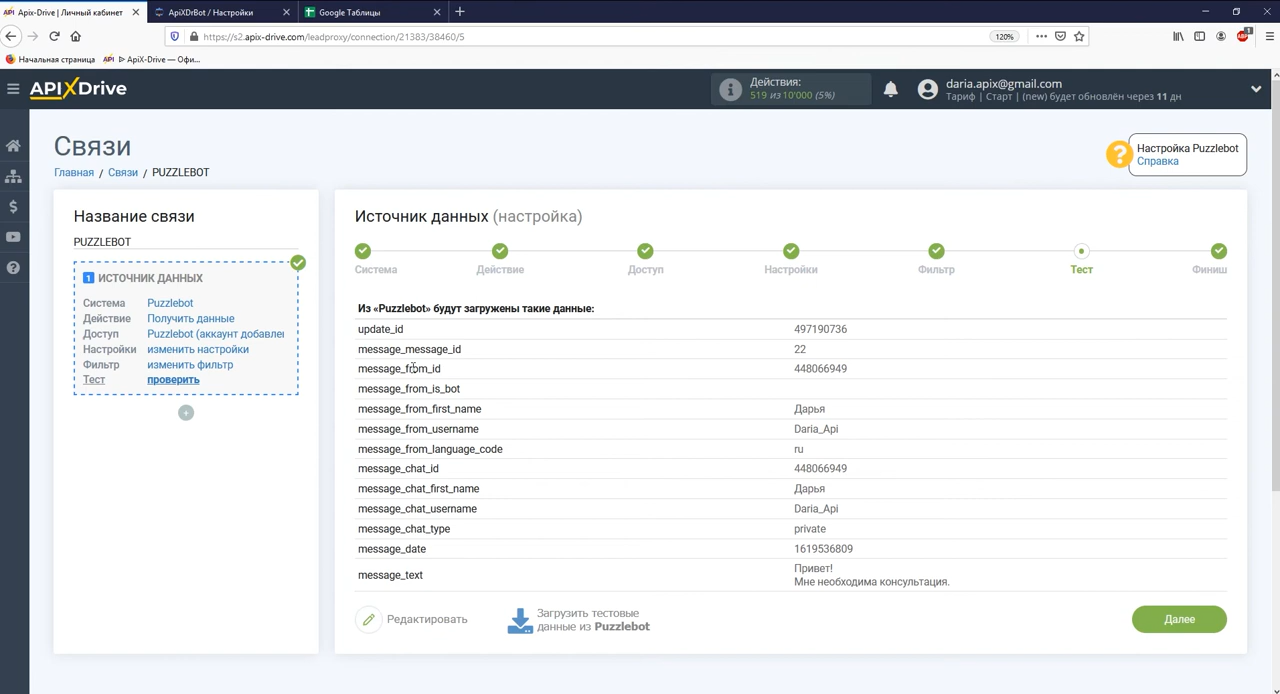 Apix-Drive | Личный кабинет
ApiXDrBot / Настройки
Google Таблицы
https://s2.apix-drive.com/leadproxy/connection/21383/38460/5
120%
Начальная страница
API
ApiX-Drive — Офи...
APIXDrive
Действия:
519 из 10'000 (5%)
daria.apix@gmail.com
Тариф | Старт | (new) будет обновлён через 11 дн
Связи
Главная / Связи / PUZZLEBOT
Настройка Puzzlebot
Справка
Название связи
PUZZLEBOT
1 ИСТОЧНИК ДАННЫХ
Система Puzzlebot
Действие Получить данные
Доступ Puzzlebot (аккаунт добавлен
Настройки изменить настройки
Фильтр изменить фильтр
Тест проверить
Источник данных (настройка)
Система
Действие
Доступ
Настройки
Фильтр
Тест
Финиш
Из «Puzzlebot» будут загружены такие данные:
update_id 497190736
message_message_id 22
message_from_id 448066949
message_from_is_bot
message_from_first_name Дарья
message_from_username Daria_Api
message_from_language_code ru
message_chat_id 448066949
message_chat_first_name Дарья
message_chat_username Daria_Api
message_chat_type private
message_date 1619536809
message_text Привет!
Мне необходима консультация.
Редактировать
Загрузить тестовые
данные из Puzzlebot
Далее